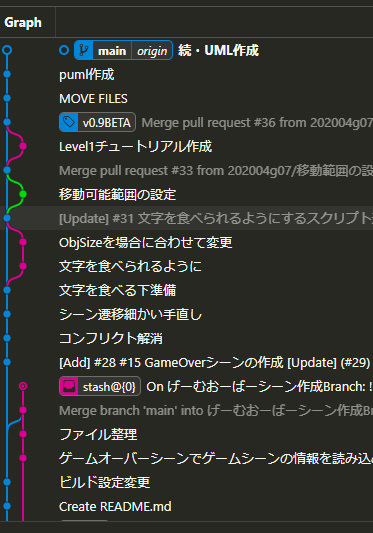 Graph
main origin 続・UML作成
puml作成
MOVE FILES
v0.9BETA Merge pull request #36 from 202004g07/
Level1チュートリアル作成
Merge pull request #33 from 202004g07/移動範囲の設
移動可能範囲の設定
[Update] #31 文字を食べられるようにするスクリプト
ObjSizeを場合に合わせて変更
文字を食べられるように
文字を食べる下準備
シーン遷移細かい手直し
コンフリクト解消
[Add] #28 #15 GameOverシーンの作成 [Update] (#29)
stash@{0} On げーむおーばーシーン作成Branch: !
Merge branch 'main' into げーむおーばーシーン作成Br
ファイル整理
ゲームオーバーシーンでゲームシーンの情報を読み込め
ビルド設定変更
Create README.md